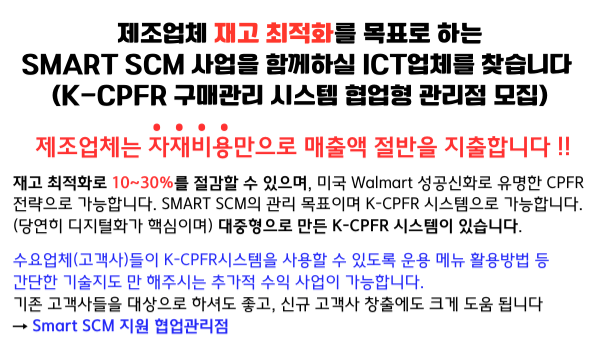 제조업체 재고 최적화를 목표로 하는
SMART SCM 사업을 함께하실 ICT업체를 찾습니다
(K-CPFR 구매관리 시스템 협업형 관리점 모집)
제조업체는 자재비용만으로 매출액 절반을 지출합니다 !!
재고 최적화로 10~30%를 절감할 수 있으며, 미국 Walmart 성공신화로 유명한 CPFR
전략으로 가능합니다. SMART SCM의 관리 목표이며 K-CPFR 시스템으로 가능합니다.
(당연히 디지털화가 핵심이며) 대중형으로 만든 K-CPFR 시스템이 있습니다.
수요업체(고객사)들이 K-CPFR시스템을 사용할 수 있도록 운용 메뉴 활용방법 등
간단한 기술지도 만 해주시는 추가적 수익 사업이 가능합니다.
기존 고객사들을 대상으로 하셔도 좋고, 신규 고객사 창출에도 크게 도움 됩니다
→ Smart SCM 지원 협업관리점